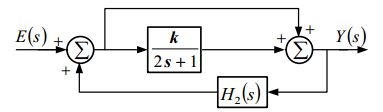 +
E(s) + Σ k + Σ Y(s)
+ 2s + 1
H₂(s)